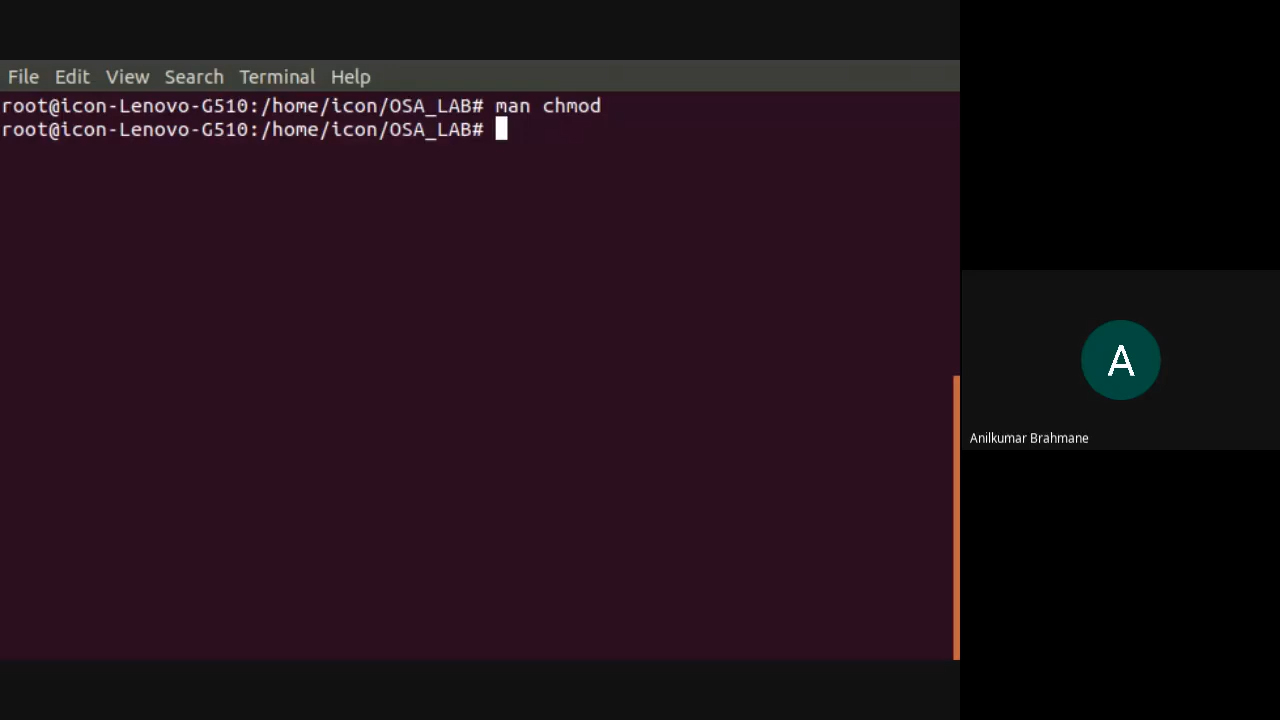 File Edit View Search Terminal Help
root@icon-Lenovo-G510:/home/icon/OSA_LAB# man chmod
root@icon-Lenovo-G510:/home/icon/OSA_LAB#
A
Anilkumar Brahmane